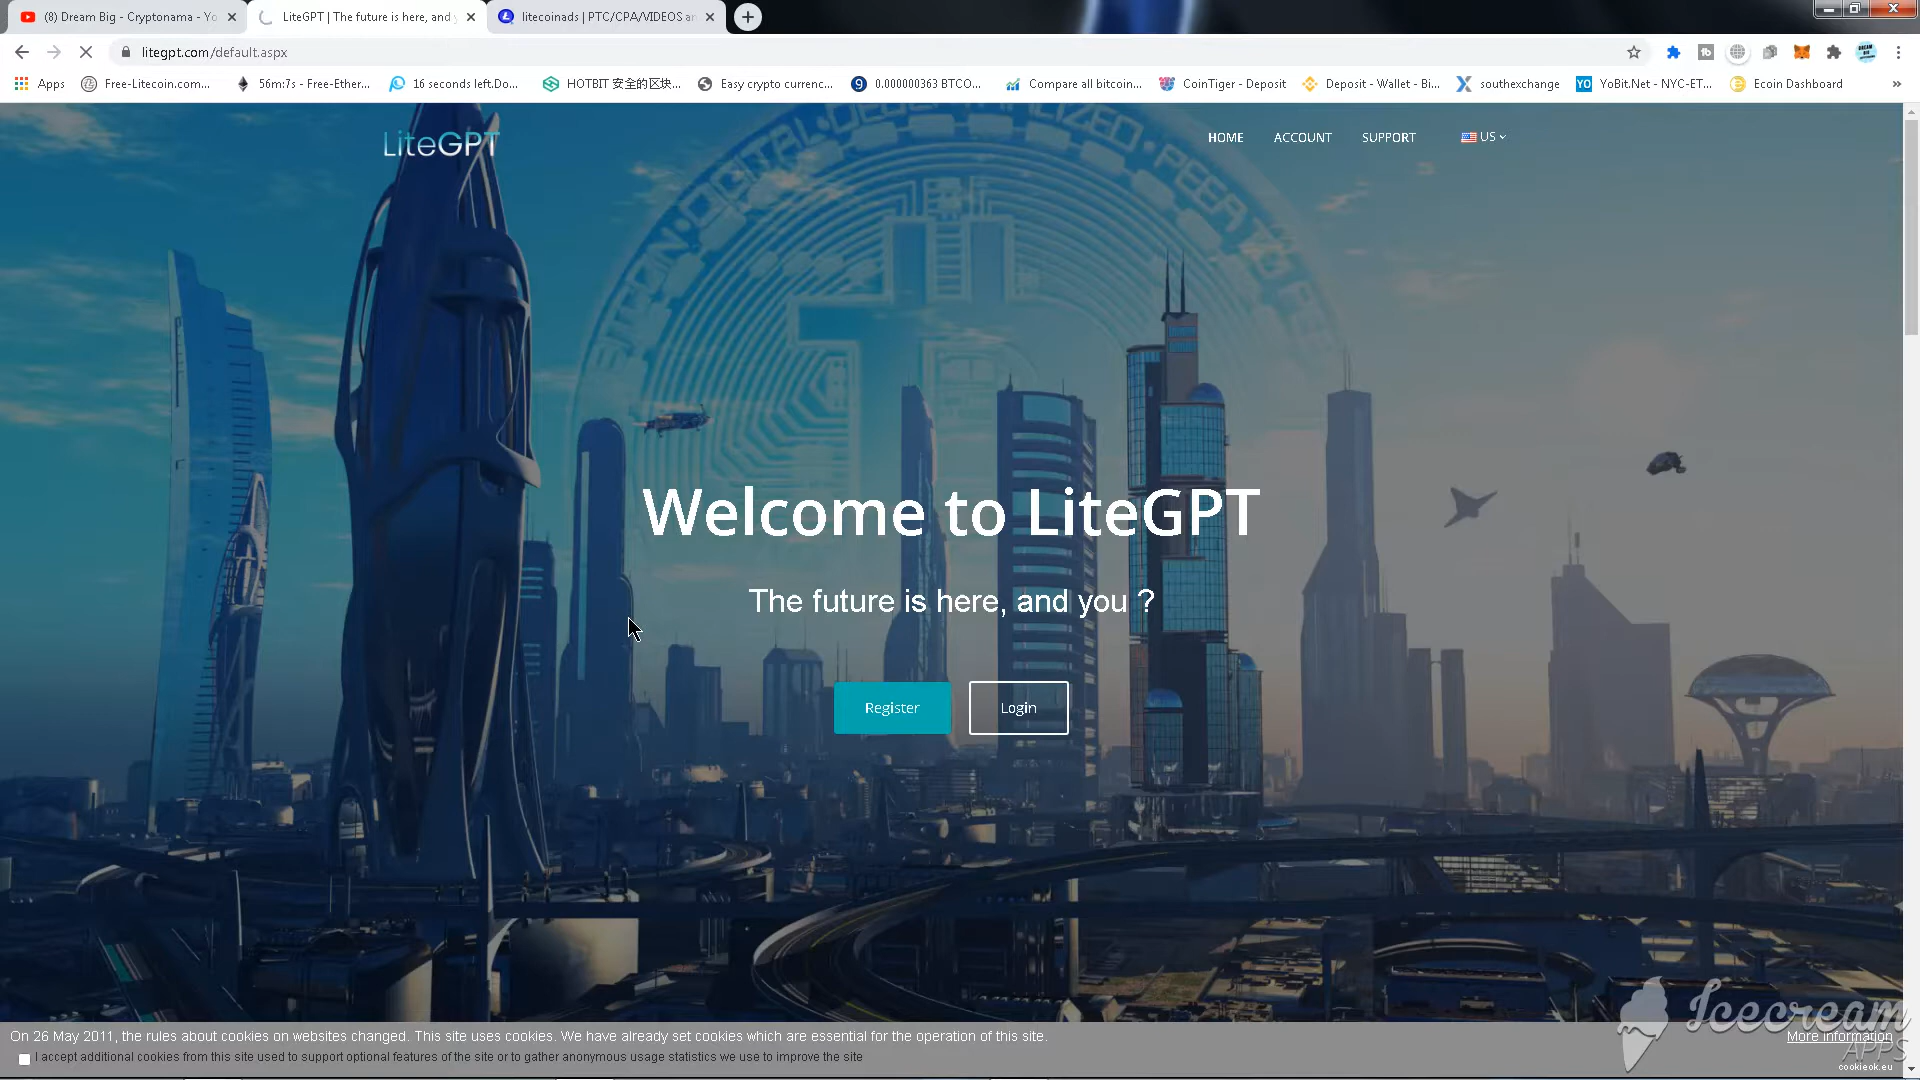 (8) Dream Big - Cryptonama - Yo
LiteGPT | The future is here, and y
litecoinads | PTC/CPA/VIDEOS an
litegpt.com/default.aspx
Apps
Free-Litecoin.com...
56m:7s - Free-Ether...
16 seconds left.Do...
HOTBIT 安全的区块...
Easy crypto currenc...
0.000000363 BTCO...
Compare all bitcoin...
CoinTiger - Deposit
Deposit - Wallet - Bi...
southexchange
YO
YoBit.Net - NYC-ET...
Ecoin Dashboard
»
LiteGPT
HOME
ACCOUNT
SUPPORT
US
Welcome to LiteGPT
The future is here, and you ?
Register
Login
On 26 May 2011, the rules about cookies on websites changed. This site uses cookies. We have already set cookies which are essential for the operation of this site.
More information
I accept additional cookies from this site used to support optional features of the site or to gather anonymous usage statistics we use to improve the site
cookieok.eu
Icecream
APPS